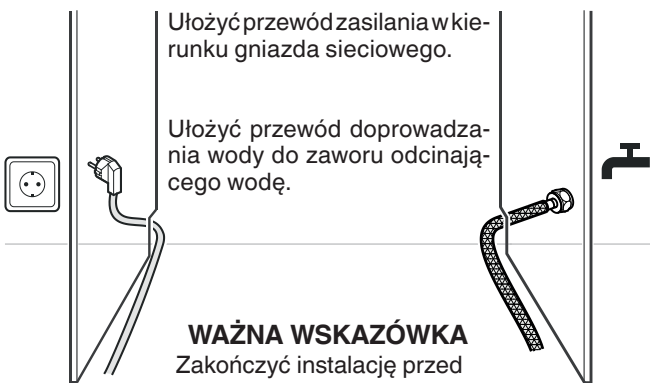 Ułożyć przewód zasilania w kie-
runku gniazda sieciowego.
Ułożyć przewód doprowadza-
nia wody do zaworu odcinają-
cego wodę.
WAŻNA WSKAZÓWKA
Zakończyć instalację przed